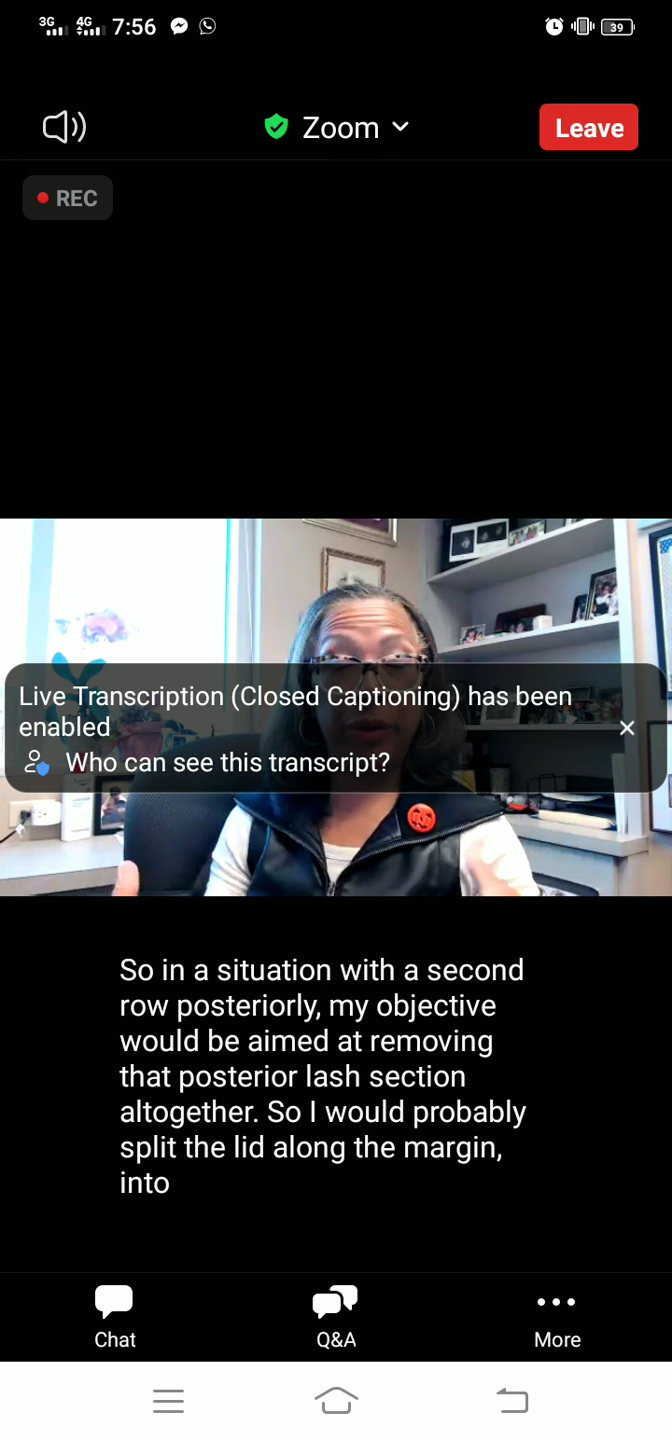 3G 4G 7:56 39
Zoom Leave
REC
Live Transcription (Closed Captioning) has been
enabled
Who can see this transcript?
So in a situation with a second
row posteriorly, my objective
would be aimed at removing
that posterior lash section
altogether. So I would probably
split the lid along the margin,
into
Chat Q&A More